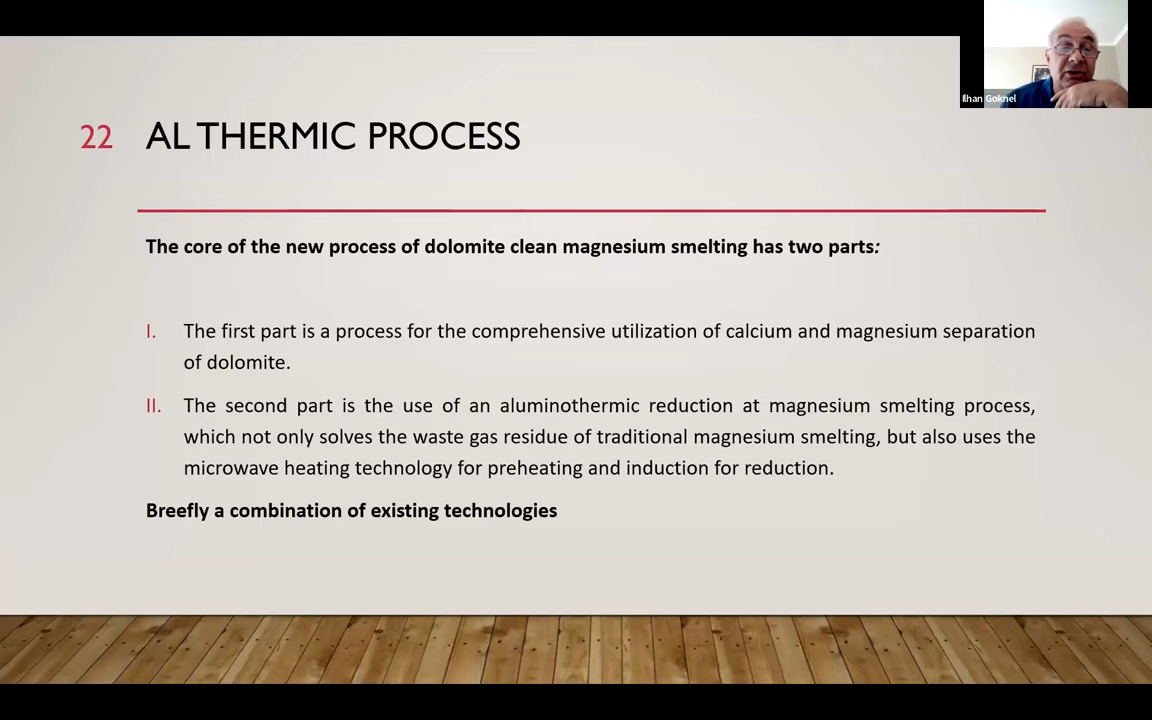 Ilhan Goknel
22 AL THERMIC PROCESS
The core of the new process of dolomite clean magnesium smelting has two parts:
I. The first part is a process for the comprehensive utilization of calcium and magnesium separation
of dolomite.
II. The second part is the use of an aluminothermic reduction at magnesium smelting process,
which not only solves the waste gas residue of traditional magnesium smelting, but also uses the
microwave heating technology for preheating and induction for reduction.
Breefly a combination of existing technologies